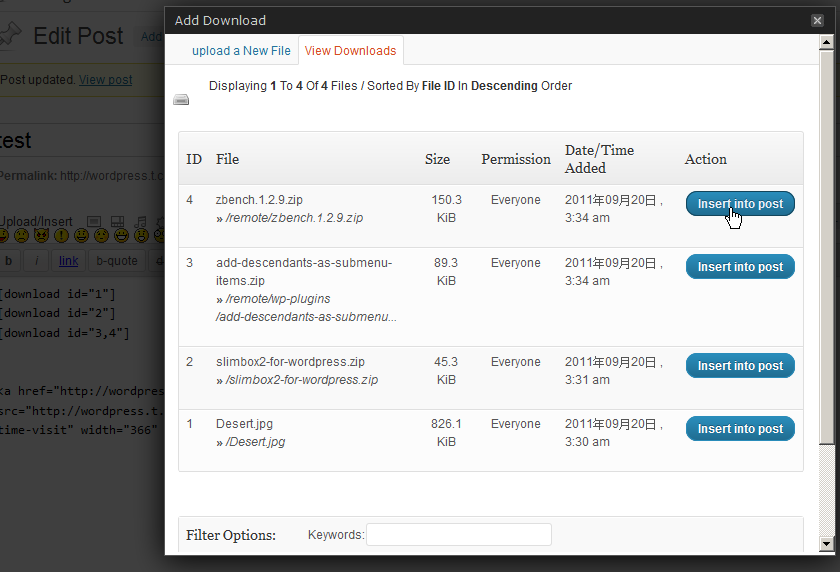 Add Download
Edit Post
Add
upload a New File
View Downloads
Post updated. View post
Displaying 1 To 4 Of 4 Files / Sorted By File ID In Descending Order
test
Permalink: http://wordpress.t.c
ID File Size Permission Date/Time Added Action
4 zbench.1.2.9.zip 150.3 KiB Everyone 2011年09月20日 , Insert into post
» /remote/zbench.1.2.9.zip 3:34 am
Upload/Insert
b i link b-quote
3 add-descendants-as-submenu- 89.3 KiB Everyone 2011年09月20日 , Insert into post
items.zip 3:34 am
» /remote/wp-plugins
/add-descendants-as-submenu...
[download id="1"]
[download id="2"]
[download id="3,4"]
2 slimbox2-for-wordpress.zip 45.3 KiB Everyone 2011年09月20日 , Insert into post
» /slimbox2-for-wordpress.zip 3:31 am
<a href="http://wordpres
src="http://wordpress.t.
time-visit" width="366"
1 Desert.jpg 826.1 KiB Everyone 2011年09月20日 , Insert into post
» /Desert.jpg 3:30 am
Filter Options: Keywords: